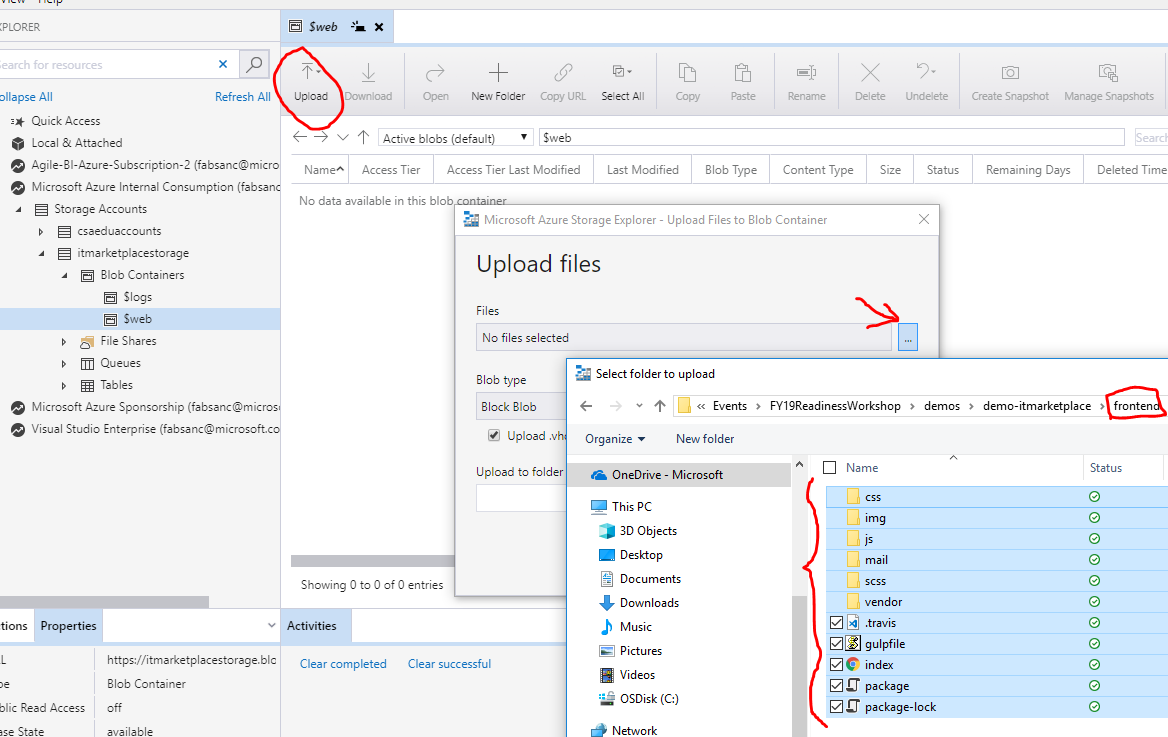 View Help
EXPLORER
Search for resources
Collapse All Refresh All
Quick Access
Local & Attached
Agile-BI-Azure-Subscription-2 (fabsanc@micro
Microsoft Azure Internal Consumption (fabsanc
Storage Accounts
csaeduaccounts
itmarketplacestorage
Blob Containers
$logs
$web
File Shares
Queues
Tables
Microsoft Azure Sponsorship (fabsanc@micros
Visual Studio Enterprise (fabsanc@microsoft.co
$web
Upload Download Open New Folder Copy URL Select All Copy Paste Rename Delete Undelete Create Snapshot Manage Snapshots
Active blobs (default) $web Search
Name Access Tier Access Tier Last Modified Last Modified Blob Type Content Type Size Status Remaining Days Deleted Time
No data available in this blob container
Microsoft Azure Storage Explorer - Upload Files to Blob Container
Upload files
Files
No files selected ...
Blob type
Block Blob
Upload .vh
Upload to folder
Showing 0 to 0 of 0 entries
Select folder to upload
« Events > FY19ReadinessWorkshop > demos > demo-itmarketplace > frontend
Organize New folder
OneDrive - Microsoft
This PC
3D Objects
Desktop
Documents
Downloads
Music
Pictures
Videos
OSDisk (C:)
Network
Name Status
css
img
js
mail
scss
vendor
.travis
gulpfile
index
package
package-lock
tions Properties
L https://itmarketplacestorage.blo
pe Blob Container
blic Read Access off
ase State available
Activities
Clear completed Clear successful